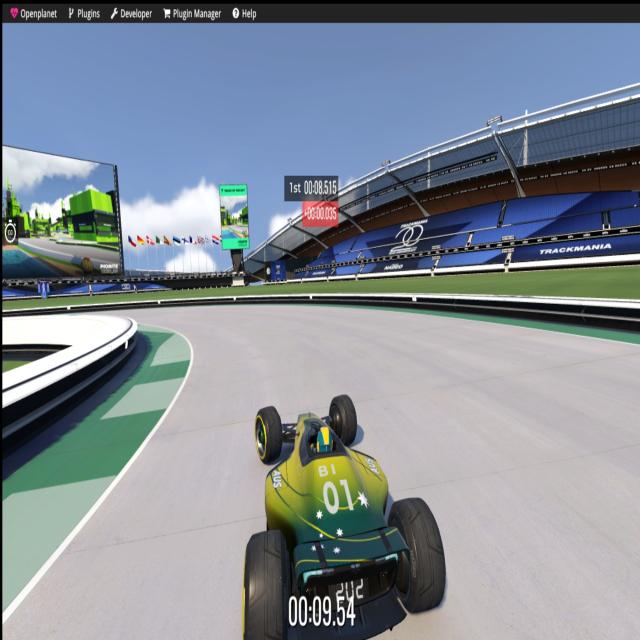 Openplanet Plugins Developer Plugin Manager Help
1st 00:08.515
+00:00.035
TRACKMANIA
BI
01
202
00:09.54